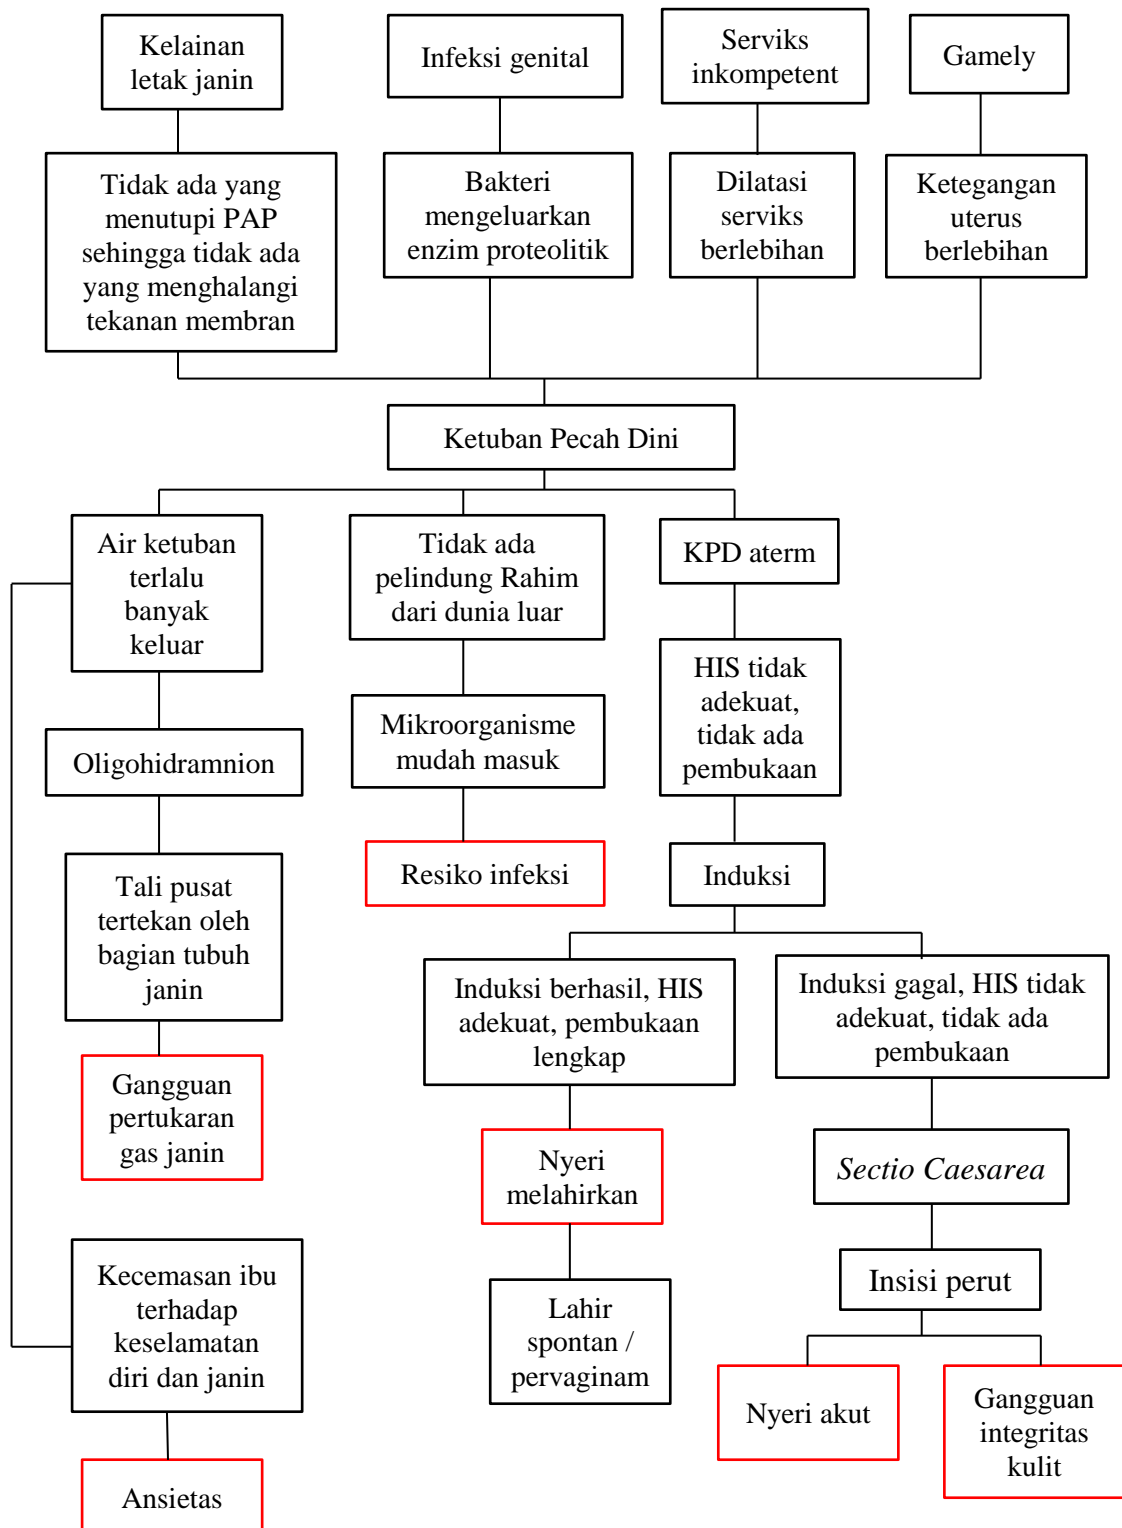 Kelainan
letak janin
Infeksi genital
Serviks
inkompetent
Gamely
Tidak ada yang
menutupi PAP
sehingga tidak ada
yang menghalangi
tekanan membran
Bakteri
mengeluarkan
enzim proteolitik
Dilatasi
serviks
berlebihan
Ketegangan
uterus
berlebihan
Ketuban Pecah Dini
Air ketuban
terlalu
banyak
keluar
Tidak ada
pelindung Rahim
dari dunia luar
KPD aterm
HIS tidak
adekuat,
tidak ada
pembukaan
Mikroorganisme
mudah masuk
Oligohidramnion
Resiko infeksi
Induksi
Tali pusat
tertekan oleh
bagian tubuh
janin
Induksi berhasil, HIS
adekuat, pembukaan
lengkap
Induksi gagal, HIS tidak
adekuat, tidak ada
pembukaan
Gangguan
pertukaran
gas janin
Nyeri
melahirkan
Sectio Caesarea
Kecemasan ibu
terhadap
keselamatan
diri dan janin
Insisi perut
Lahir
spontan /
pervaginam
Nyeri akut
Gangguan
integritas
kulit
Ansietas